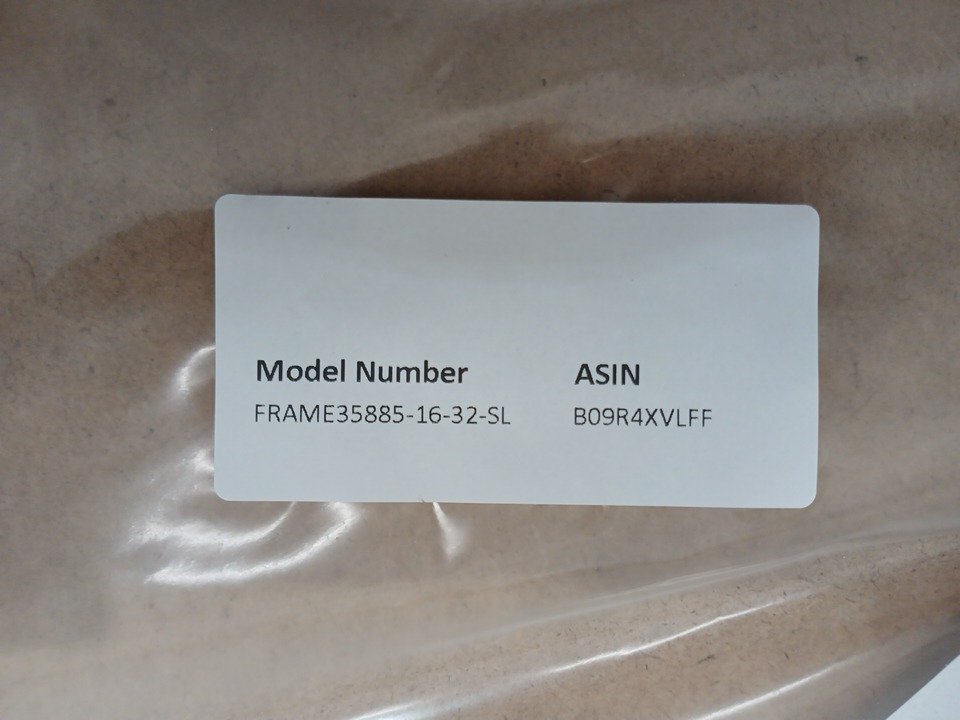 Model Number ASIN
FRAME35885-16-32-SL B09R4XVLFF